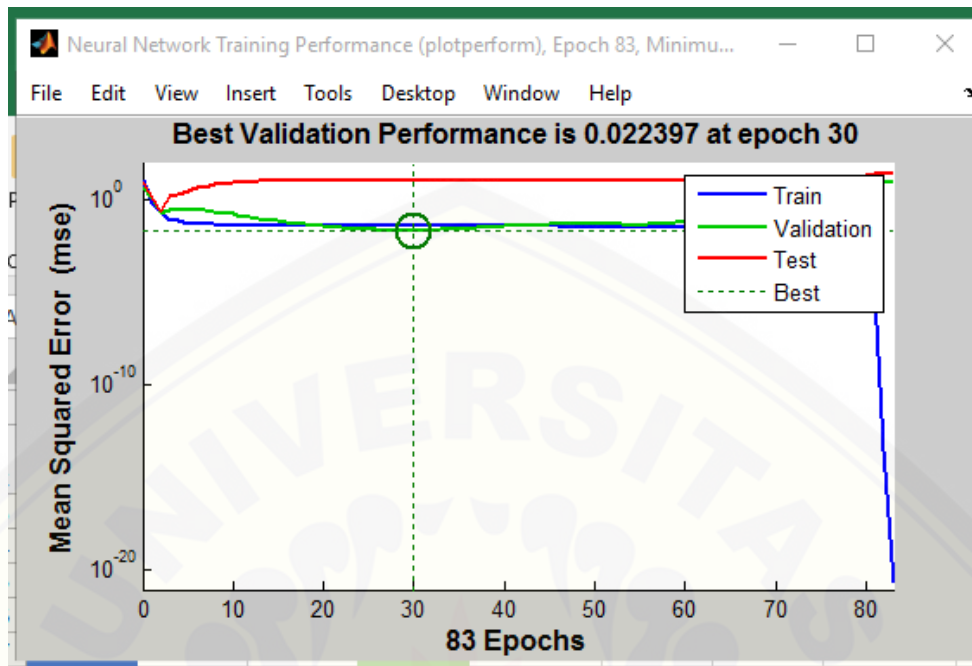 Neural Network Training Performance (plotperform), Epoch 83, Minimu...
File Edit View Insert Tools Desktop Window Help
Best Validation Performance is 0.022397 at epoch 30
Mean Squared Error (mse)
10^0
10^-10
10^-20
Train
Validation
Test
Best
0 10 20 30 40 50 60 70 80
83 Epochs
UNIVERSITAS